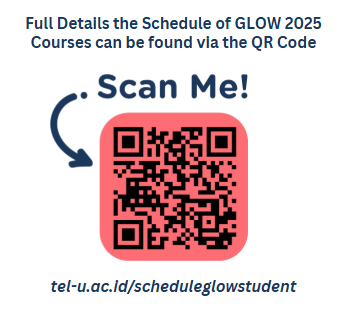 Full Details the Schedule of GLOW 2025
Courses can be found via the QR Code
. Scan Me!
tel-u.ac.id/scheduleglowstudent